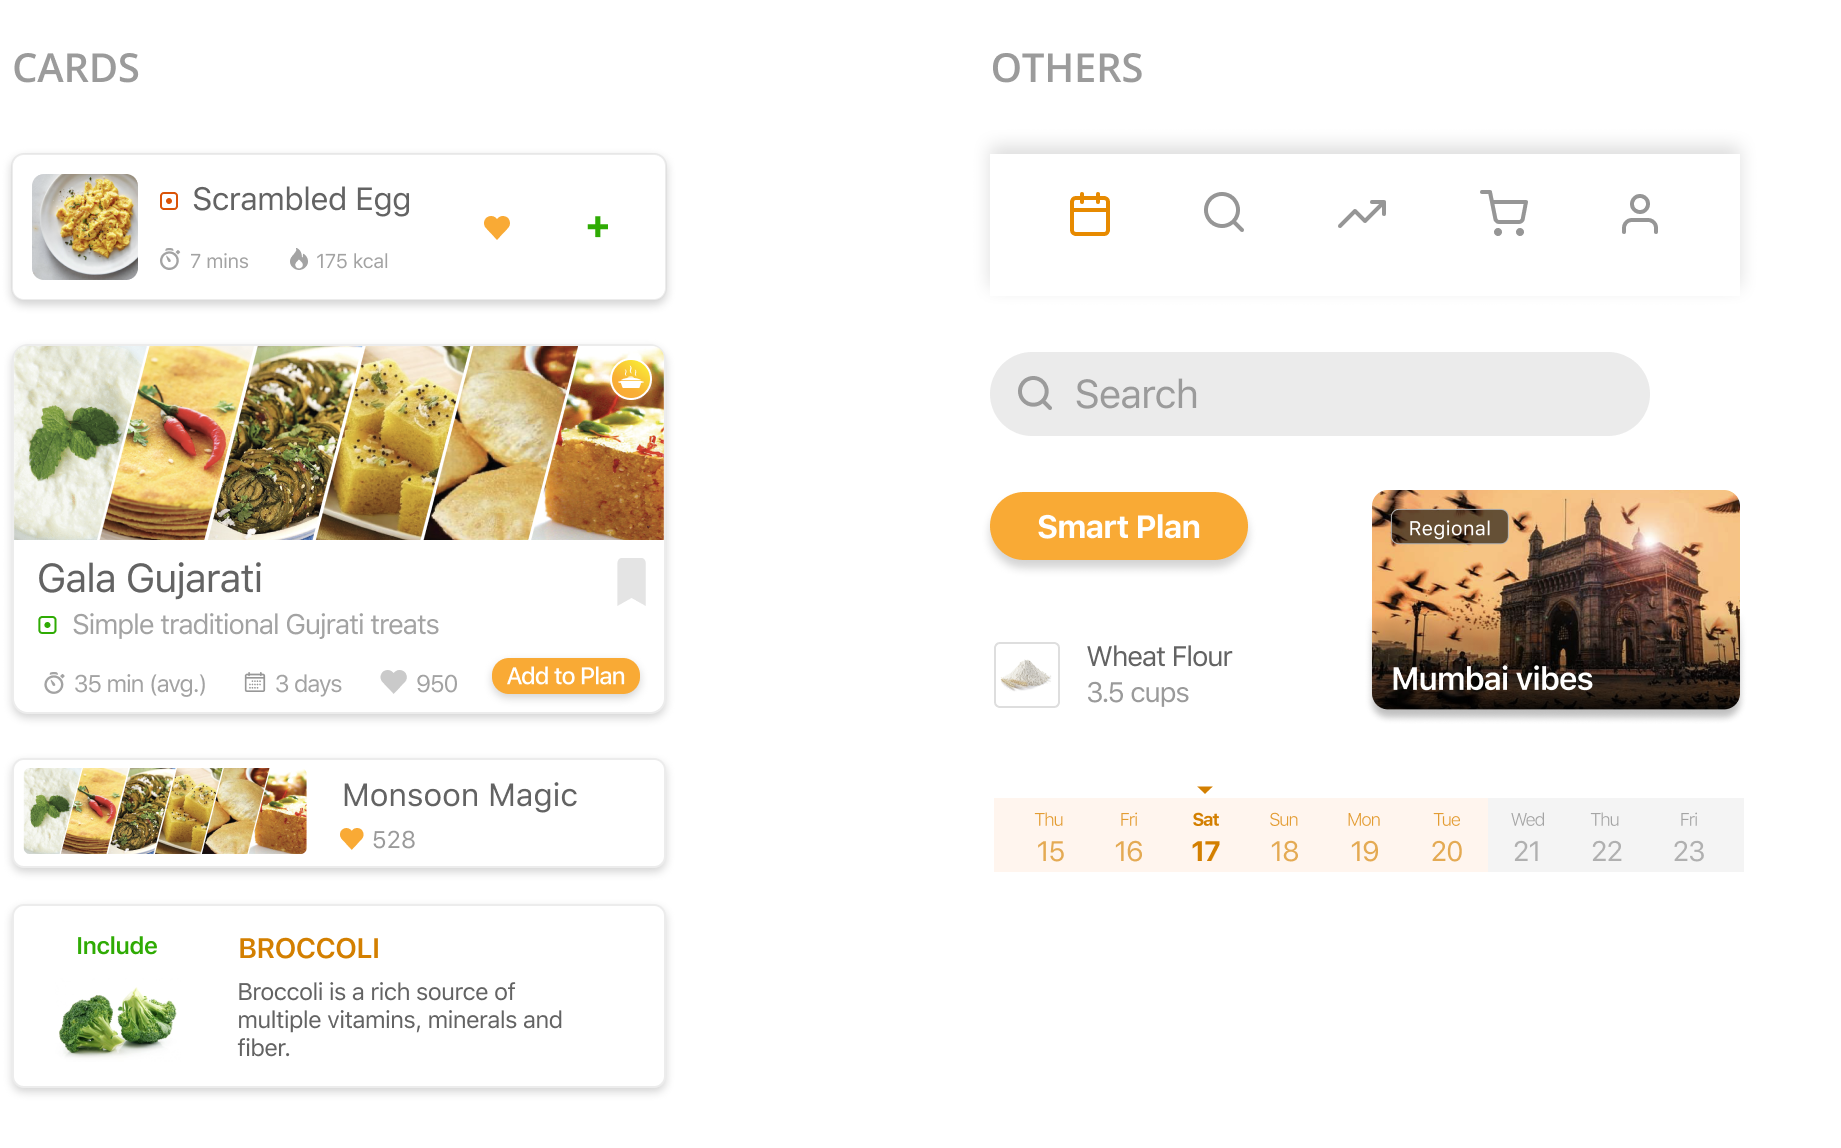 CARDS
Scrambled Egg
7 mins
175 kcal
Gala Gujarati
Simple traditional Gujrati treats
35 min (avg.)
3 days
950
Add to Plan
Monsoon Magic
528
Include
BROCCOLI
Broccoli is a rich source of
multiple vitamins, minerals and
fiber.
OTHERS
Search
Smart Plan
Regional
Mumbai vibes
Wheat Flour
3.5 cups
Thu Fri Sat Sun Mon Tue Wed Thu Fri
15 16 17 18 19 20 21 22 23